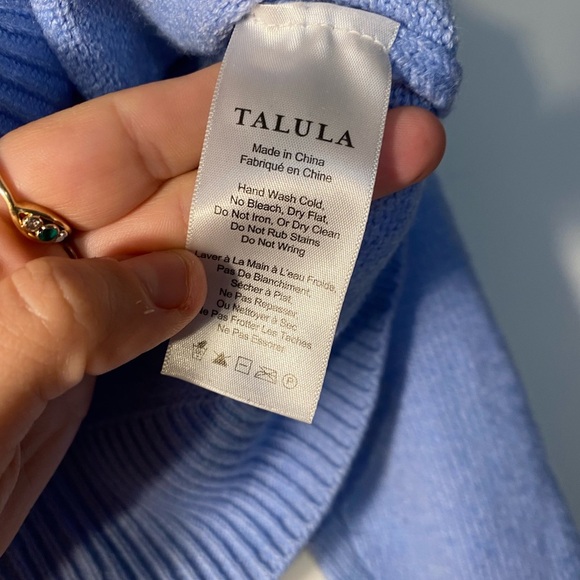 TALULA
Made in China
Fabriqué en Chine
Hand Wash Cold,
No Bleach, Dry Flat,
Do Not Iron, Or Dry Clean
Do Not Rub Stains
Do Not Wring
Laver à La Main à L'eau Froide,
Pas De Blanchiment,
Sécher à Plat,
Ne Pas Repasser,
Ou Nettoyer à Sec
Ne Pas Frotter Les Taches
Ne Pas Essorer
P